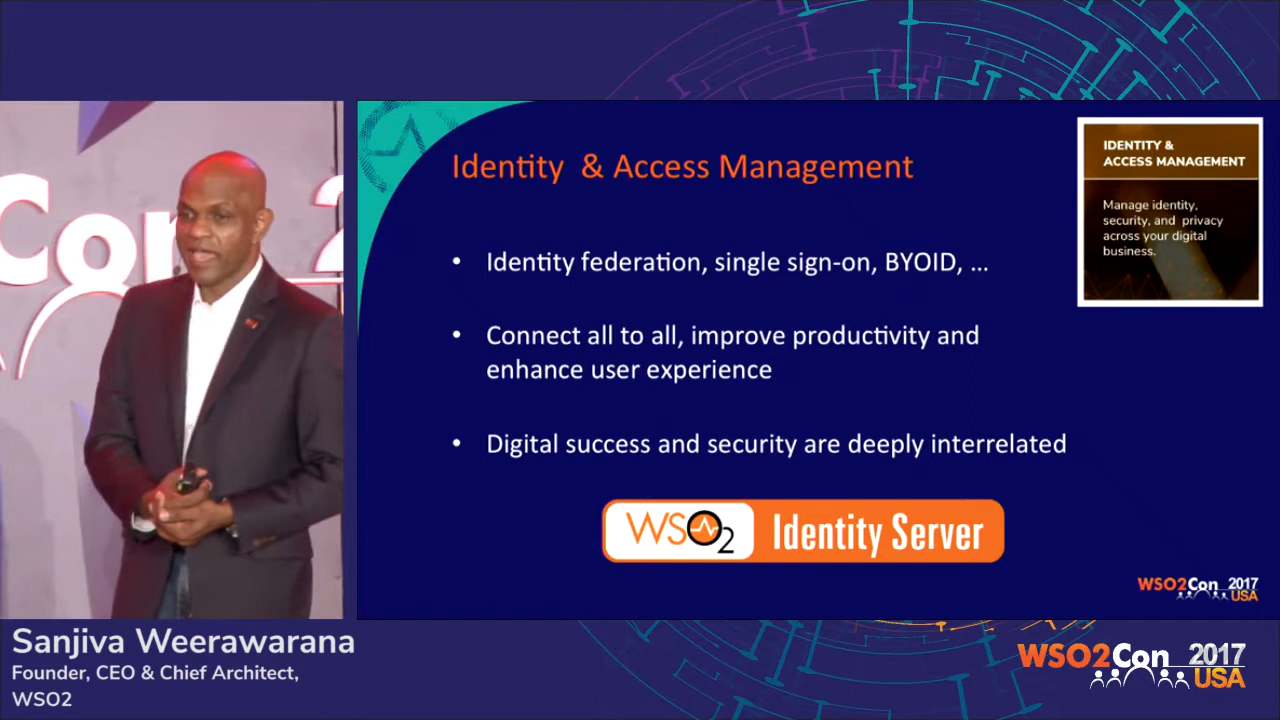 Con 2
Identity & Access Management
• Identity federation, single sign-on, BYOID, ...
• Connect all to all, improve productivity and
enhance user experience
• Digital success and security are deeply interrelated
WSO2 Identity Server
IDENTITY &
ACCESS MANAGEMENT
Manage identity,
security, and privacy
across your digital
business.
WSO2Con 2017
USA
Sanjiva Weerawarana
Founder, CEO & Chief Architect,
WSO2
WSO2Con 2017
USA